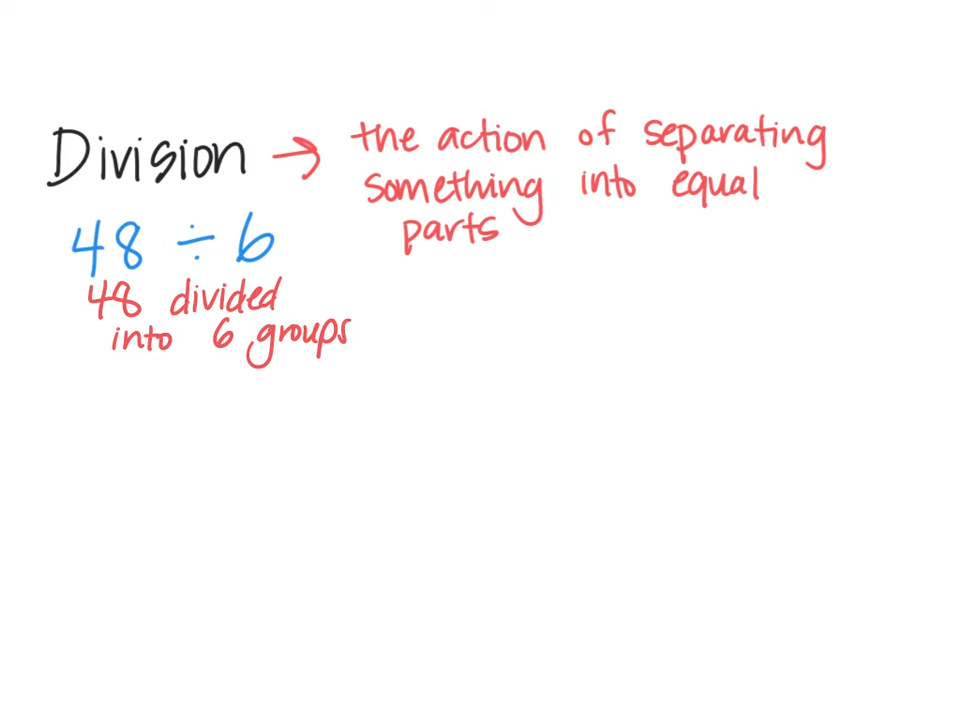 Division → the action of separating
something into equal
parts
48 ÷ 6
48 divided
into 6 groups